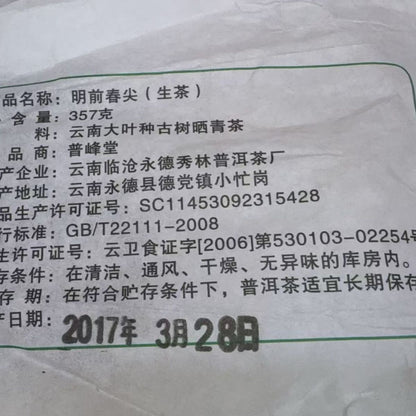 品名称：明前春尖（生茶）
含量：357克
料：云南大叶种古树晒青茶
品商：普峰堂
产企业：云南临沧永德秀林普洱茶厂
产地址：云南永德县德党镇小忙岗
品生产许可证号：SC11453092315428
行标准：GB/T22111-2008
生许可证号：云卫食证字[2006]第530103-02254号
存条件：在清洁、通风、干燥、无异味的库房内。
存期：在符合贮存条件下，普洱茶适宜长期保存
产日期：2017年 3月28日